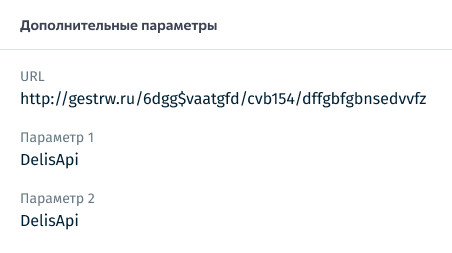 Дополнительные параметры
URL
http://gestrw.ru/6dgg$vaatgfd/cvb154/dffgbfgbnsedvvfz
Параметр 1
DelisApi
Параметр 2
DelisApi